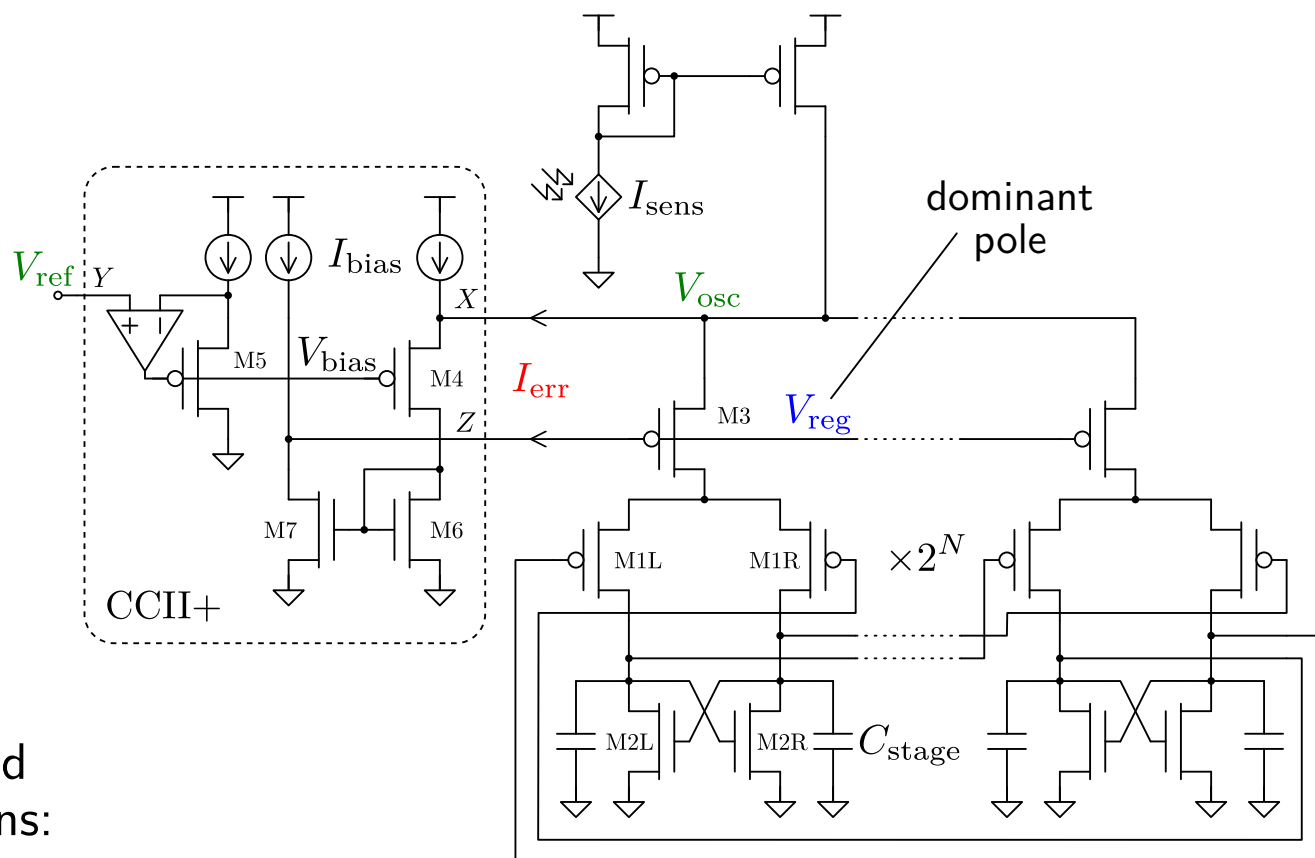 I_sens
dominant
pole
V_ref
Y
I_bias
X
V_osc
+
−
M5
V_bias
M4
I_err
V_reg
Z
M3
M7
M6
M1L
M1R
×2^N
CCII+
M2L
M2R
C_stage
d
ns: